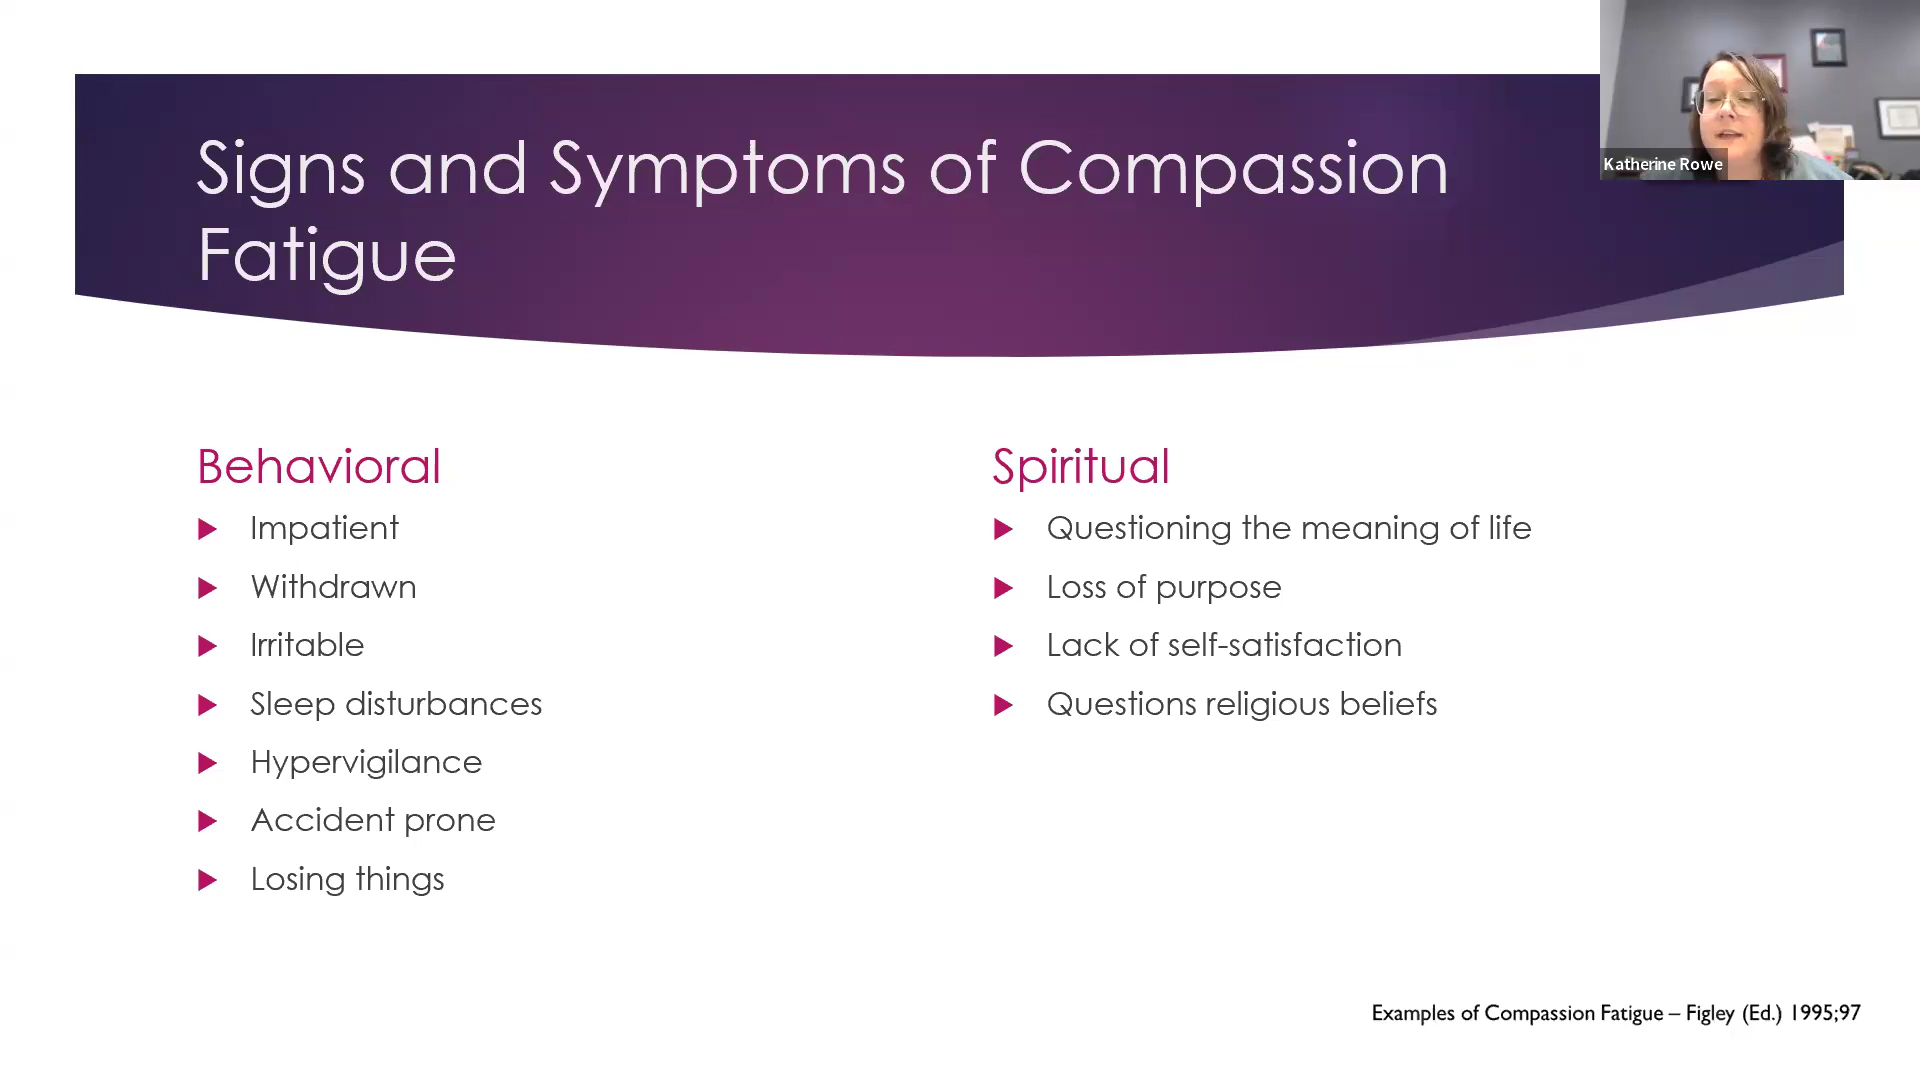 Signs and Symptoms of Compassion
Fatigue
Katherine Rowe
Behavioral
Impatient
Withdrawn
Irritable
Sleep disturbances
Hypervigilance
Accident prone
Losing things
Spiritual
Questioning the meaning of life
Loss of purpose
Lack of self-satisfaction
Questions religious beliefs
Examples of Compassion Fatigue – Figley (Ed.) 1995;97